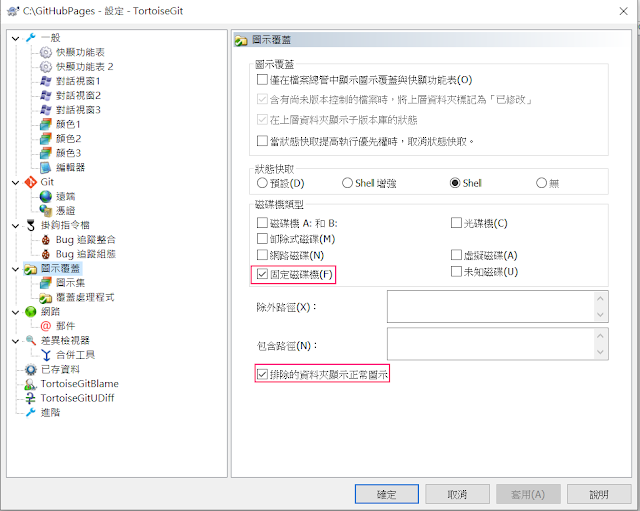 C:\GitHubPages - 設定 - TortoiseGit
一般
快顯功能表
快顯功能表 2
對話視窗1
對話視窗2
對話視窗3
顏色1
顏色2
顏色3
編輯器
Git
遠端
憑證
掛鉤指令檔
Bug 追蹤整合
Bug 追蹤組態
圖示覆蓋
圖示集
覆蓋處理程式
網路
郵件
差異檢視器
合併工具
已存資料
TortoiseGitBlame
TortoiseGitUDiff
進階
圖示覆蓋
圖示覆蓋
僅在檔案總管中顯示圖示覆蓋與快顯功能表(O)
含有尚未版本控制的檔案時，將上層資料夾標記為「已修改」
在上層資料夾顯示子版本庫的狀態
當狀態快取提高執行優先權時，取消狀態快取。
狀態快取
預設(D)
Shell 增強
Shell
無
磁碟機類型
磁碟機 A: 和 B:
光碟機(C)
卸除式磁碟(M)
網路磁碟(N)
虛擬磁碟(A)
固定磁碟機(F)
未知磁碟(U)
除外路徑(X)：
包含路徑(N)：
排除的資料夾顯示正常圖示
確定
取消
套用(A)
說明